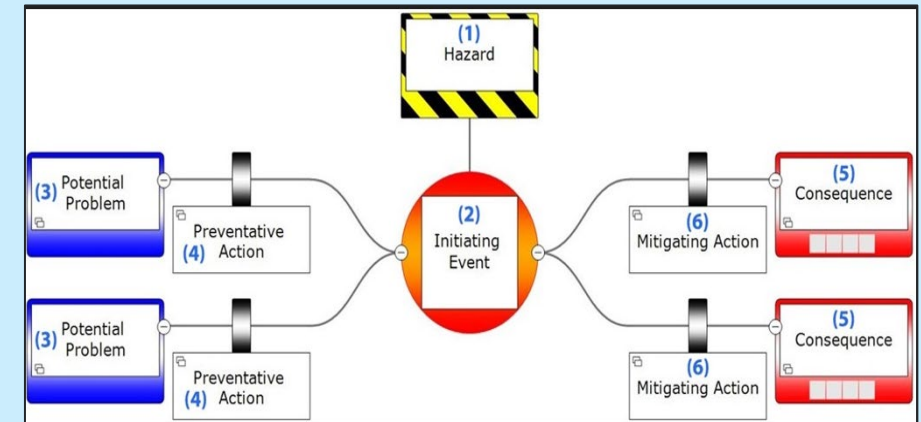 (1)
Hazard
(3) Potential
Problem
Preventative
(4) Action
(2)
Initiating
Event
(6)
Mitigating Action
(5)
Consequence
(3) Potential
Problem
Preventative
(4) Action
(6)
Mitigating Action
(5)
Consequence